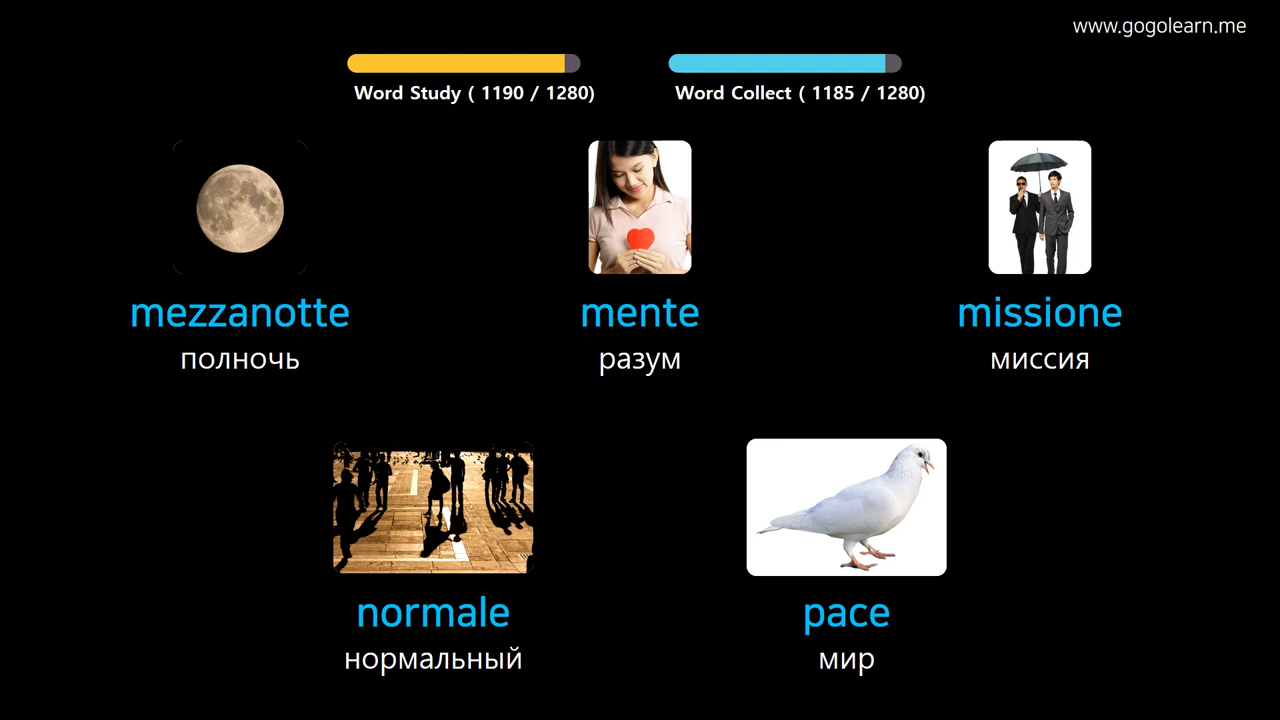 www.gogolearn.me
Word Study ( 1190 / 1280)
Word Collect ( 1185 / 1280)
mezzanotte
полночь
mente
разум
missione
миссия
normale
нормальный
pace
мир